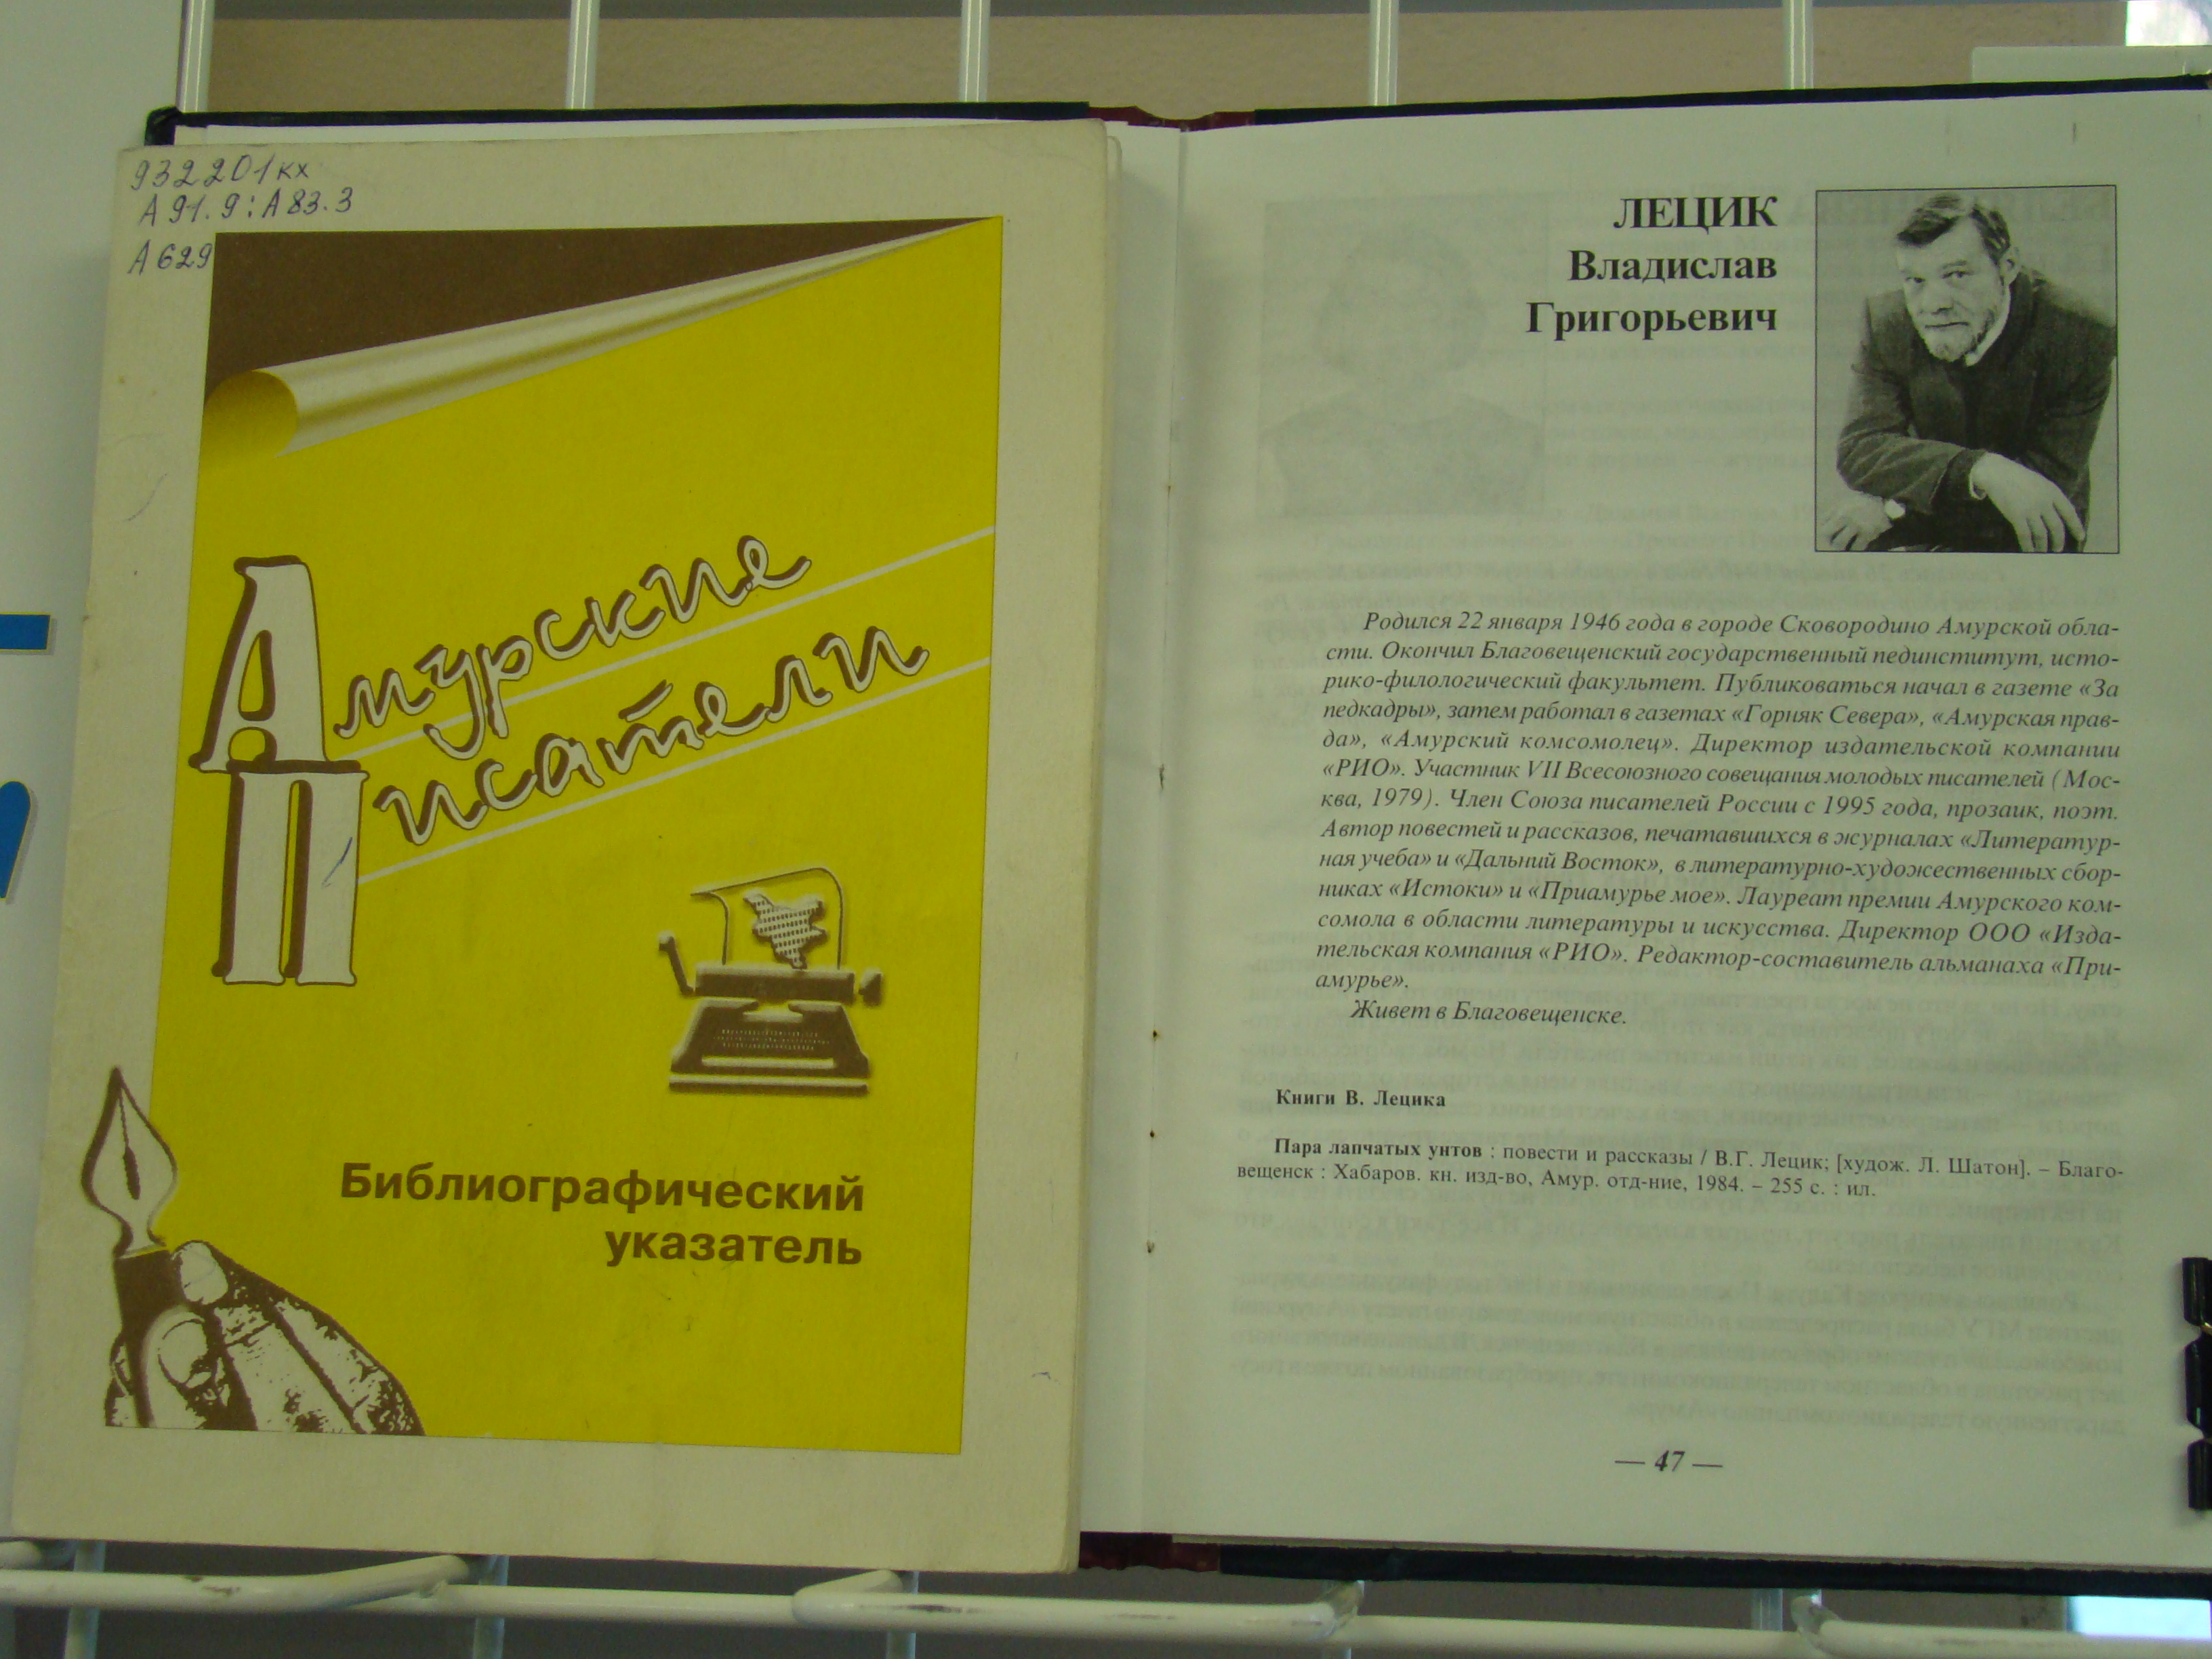 932201кх
А91.9:А83.3
А629
Амурские
Писатели
Библиографический
указатель
ЛЕЦИК
Владислав
Григорьевич
Родился 22 января 1946 года в городе Сковородино Амурской обла-
сти. Окончил Благовещенский государственный пединститут, исто-
рико-филологический факультет. Публиковаться начал в газете «За
педкадры», затем работал в газетах «Горняк Севера», «Амурская прав-
да», «Амурский комсомолец». Директор издательской компании
«РИО». Участник VII Всесоюзного совещания молодых писателей (Мос-
ква, 1979). Член Союза писателей России с 1995 года, прозаик, поэт.
Автор повестей и рассказов, печатавшихся в журналах «Литератур-
ная учеба» и «Дальний Восток», в литературно-художественных сбор-
никах «Истоки» и «Приамурье мое». Лауреат премии Амурского ком-
сомола в области литературы и искусства. Директор ООО «Изда-
тельская компания «РИО». Редактор-составитель альманаха «При-
амурье».
Живет в Благовещенске.
Книги В. Лецика
Пара лапчатых унтов : повести и рассказы / В.Г. Лецик; [худож. Л. Шатон]. – Благо-
вещенск : Хабаров. кн. изд-во, Амур. отд-ние, 1984. – 255 с. : ил.
— 47 —